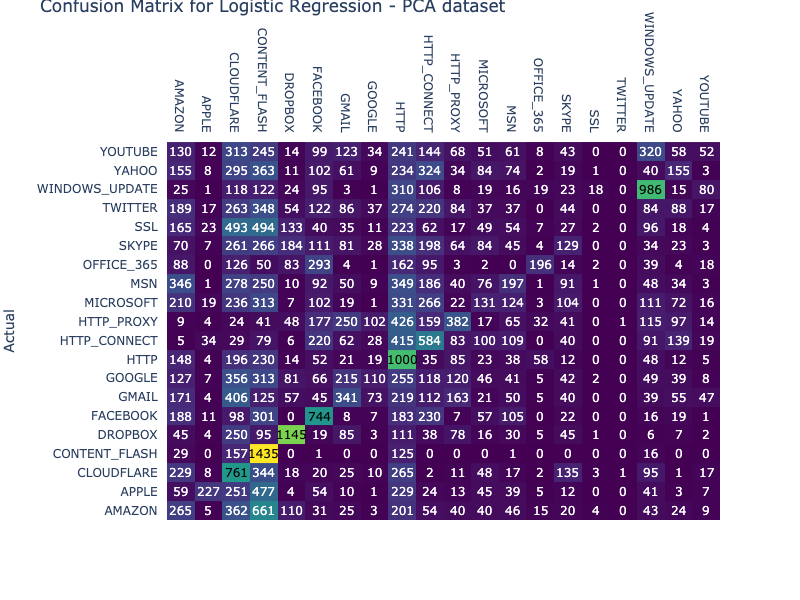 Confusion Matrix for Logistic Regression - PCA dataset
AMAZON APPLE CLOUDFLARE CONTENT_FLASH DROPBOX FACEBOOK GMAIL GOOGLE HTTP HTTP_CONNECT HTTP_PROXY MICROSOFT MSN OFFICE_365 SKYPE SSL TWITTER WINDOWS_UPDATE YAHOO YOUTUBE
Actual
YOUTUBE 130 12 313 245 14 99 123 34 241 144 68 51 61 8 43 0 0 320 58 52
YAHOO 155 8 295 363 11 102 61 9 234 324 34 84 74 2 19 1 0 40 155 3
WINDOWS_UPDATE 25 1 118 122 24 95 3 1 310 106 8 19 16 19 23 18 0 986 15 80
TWITTER 189 17 263 348 54 122 86 37 274 220 84 37 37 0 44 0 0 84 88 17
SSL 165 23 493 494 133 40 35 11 223 62 17 49 54 7 27 2 0 96 18 4
SKYPE 70 7 261 266 184 111 81 28 338 198 64 84 45 4 129 0 0 34 23 3
OFFICE_365 88 0 126 50 83 293 4 1 162 95 3 2 0 196 14 2 0 39 4 18
MSN 346 1 278 250 10 92 50 9 349 186 40 76 197 1 91 1 0 48 34 3
MICROSOFT 210 19 236 313 7 102 19 1 331 266 22 131 124 3 104 0 0 111 72 16
HTTP_PROXY 9 4 24 41 48 177 250 102 426 159 382 17 65 32 41 0 1 115 97 14
HTTP_CONNECT 5 34 29 79 6 220 62 28 415 584 83 100 109 0 40 0 0 91 139 19
HTTP 148 4 196 230 14 52 21 19 1000 35 85 23 38 58 12 0 0 48 12 5
GOOGLE 127 7 356 313 81 66 215 110 255 118 120 46 41 5 42 2 0 49 39 8
GMAIL 171 4 406 125 57 45 341 73 219 112 163 21 50 5 40 0 0 39 55 47
FACEBOOK 188 11 98 301 0 744 8 7 183 230 7 57 105 0 22 0 0 16 19 1
DROPBOX 45 4 250 95 1145 19 85 3 111 38 78 16 30 5 45 1 0 6 7 2
CONTENT_FLASH 29 0 157 1435 0 1 0 0 125 0 0 0 1 0 0 0 0 16 0 0
CLOUDFLARE 229 8 761 344 18 20 25 10 265 2 11 48 17 2 135 3 1 95 1 17
APPLE 59 227 251 477 4 54 10 1 229 24 13 45 39 5 12 0 0 41 3 7
AMAZON 265 5 362 661 110 31 25 3 201 54 40 40 46 15 20 4 0 43 24 9